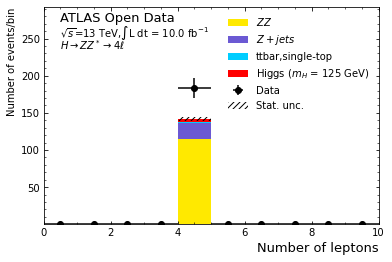 ATLAS Open Data
√s=13 TeV,∫L dt = 10.0 fb⁻¹
H → ZZ* → 4ℓ
ZZ
Z + jets
ttbar,single-top
Higgs (m_H = 125 GeV)
Data
Stat. unc.
Number of events/bin
250
200
150
100
50
0
2
4
6
8
10
Number of leptons